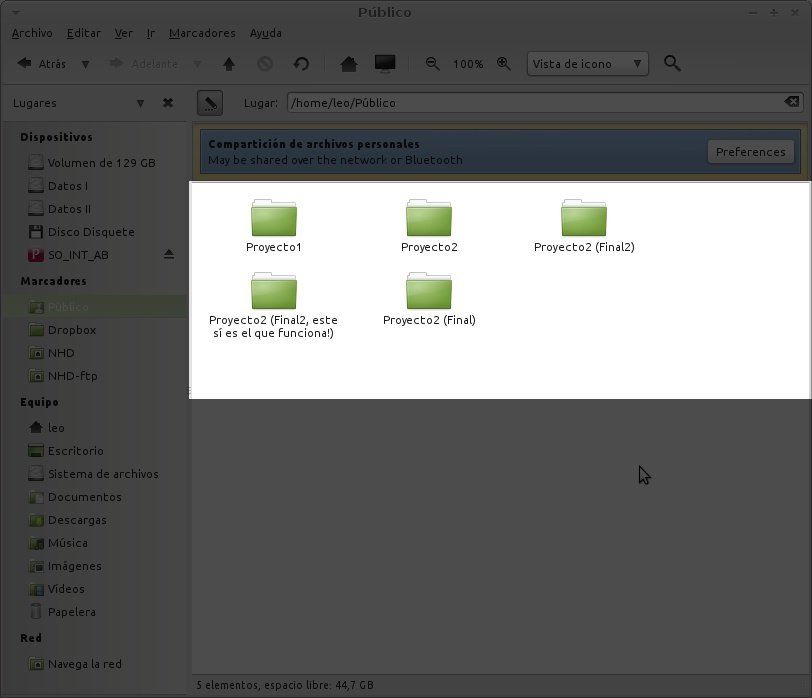 Público
Archivo Editar Ver Ir Marcadores Ayuda
Atrás Adelante 100% Vista de icono
Lugares Lugar: /home/leo/Público
Dispositivos
Volumen de 129 GB
Datos I
Datos II
Disco Disquete
SO_INT_AB
Marcadores
Público
Dropbox
NHD
NHD-ftp
Equipo
leo
Escritorio
Sistema de archivos
Documentos
Descargas
Música
Imágenes
Vídeos
Papelera
Red
Navega la red
Compartición de archivos personales
May be shared over the network or Bluetooth
Preferences
Proyecto1 Proyecto2 Proyecto2 (Final2)
Proyecto2 (Final2, este
sí es el que funciona!) Proyecto2 (Final)
5 elementos, espacio libre: 44,7 GB